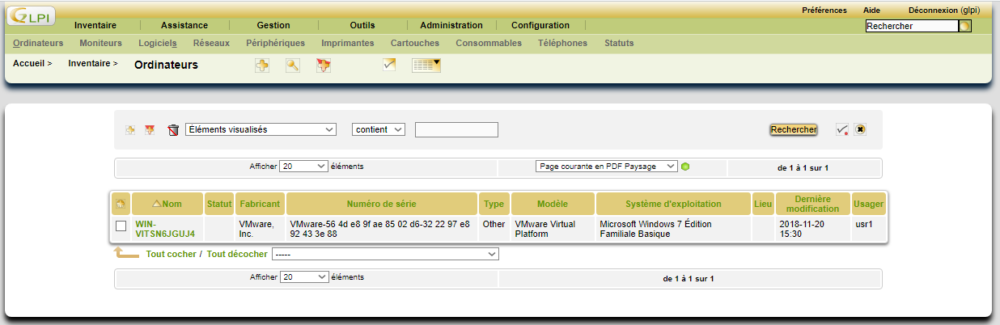 GLPI
Préférences Aide Déconnexion (glpi)
Inventaire Assistance Gestion Outils Administration Configuration
Rechercher
Ordinateurs Moniteurs Logiciels Réseaux Périphériques Imprimantes Cartouches Consommables Téléphones Statuts
Accueil > Inventaire > Ordinateurs
Éléments visualisés contient Rechercher
Afficher 20 éléments Page courante en PDF Paysage de 1 à 1 sur 1
Nom Statut Fabricant Numéro de série Type Modèle Système d'exploitation Lieu Dernière modification Usager
WIN-VITSN6JGUJ4 VMware, Inc. VMware-56 4d e8 9f ae 85 02 d6-32 22 97 e8 92 43 3e 88 Other VMware Virtual Platform Microsoft Windows 7 Édition Familiale Basique 2018-11-20 15:30 usr1
Tout cocher / Tout décocher -----
Afficher 20 éléments de 1 à 1 sur 1